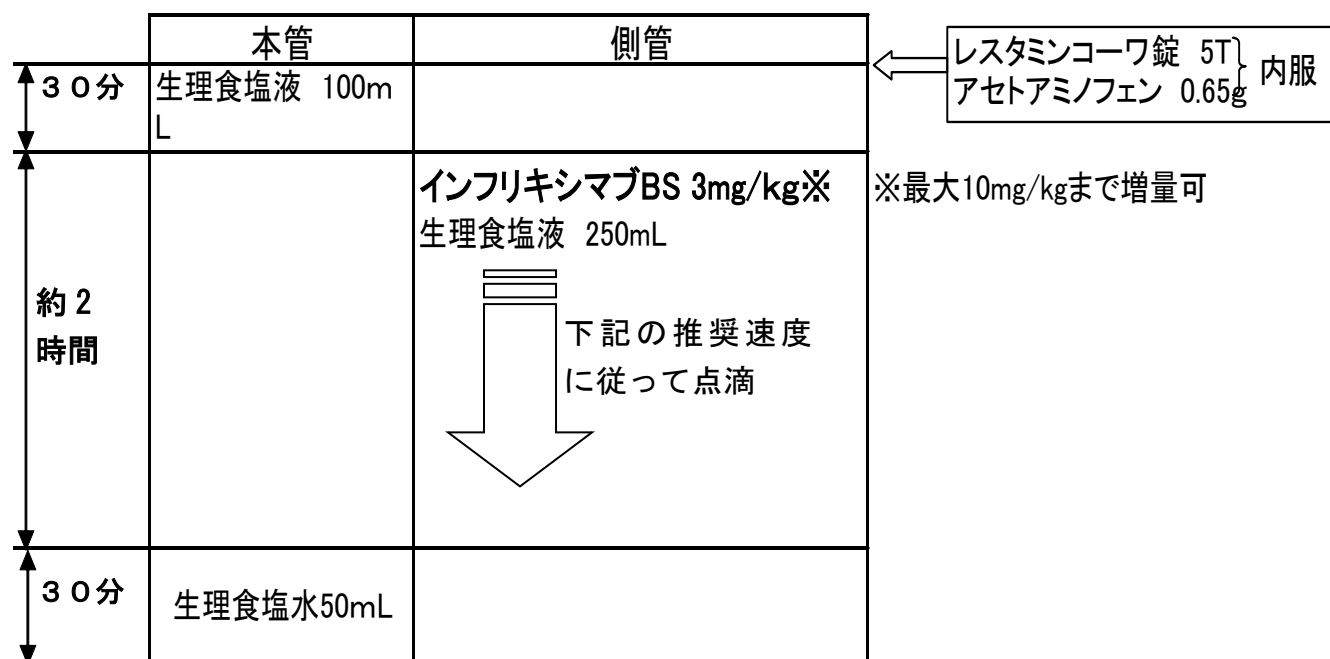 本管 側管
レスタミンコーワ錠 5T
アセトアミノフェン 0.65g
内服
30分
生理食塩液 100m
L
インフリキシマブBS 3mg/kg※
※最大10mg/kgまで増量可
生理食塩液 250mL
約2
時間
下記の推奨速度
に従って点滴
30分
生理食塩水50mL